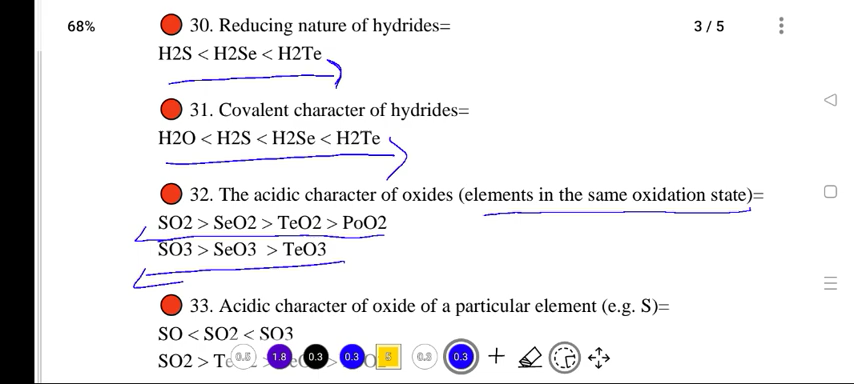 68%
30. Reducing nature of hydrides=
3 / 5
H2S < H2Se < H2Te
31. Covalent character of hydrides=
H2O < H2S < H2Se < H2Te
32. The acidic character of oxides (elements in the same oxidation state)=
SO2 > SeO2 > TeO2 > PoO2
SO3 > SeO3 > TeO3
33. Acidic character of oxide of a particular element (e.g. S)=
SO < SO2 < SO3
SO2 >
0.5 1.8 0.3 0.3 5 0.3 0.3